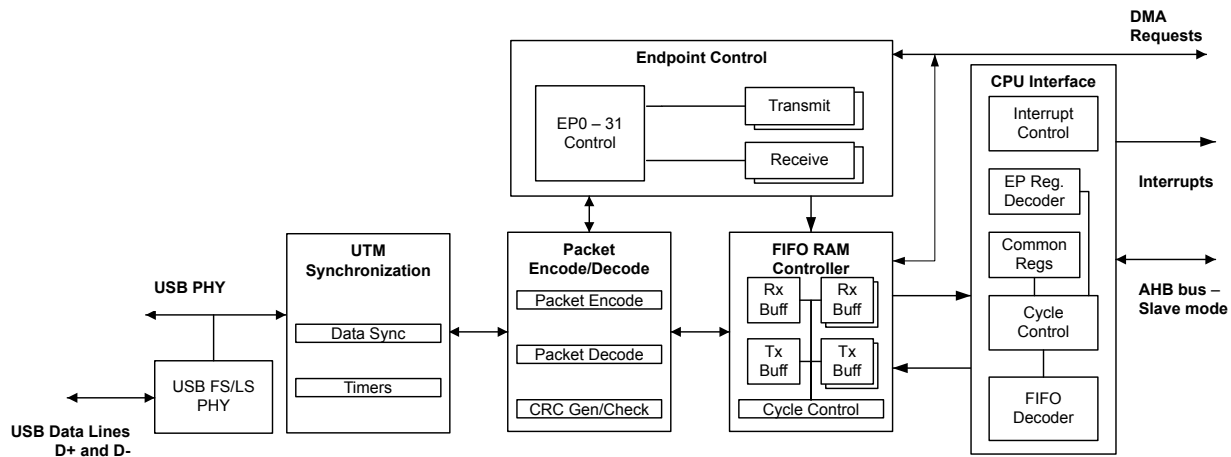 DMA
Requests
Endpoint Control
EP0 – 31
Control
Transmit
Receive
CPU Interface
Interrupt
Control
EP Reg.
Decoder
Common
Regs
Cycle
Control
FIFO
Decoder
Interrupts
AHB bus –
Slave mode
UTM
Synchronization
Data Sync
Timers
Packet
Encode/Decode
Packet Encode
Packet Decode
CRC Gen/Check
FIFO RAM
Controller
Rx
Buff
Rx
Buff
Tx
Buff
Tx
Buff
Cycle Control
USB PHY
USB FS/LS
PHY
USB Data Lines
D+ and D-